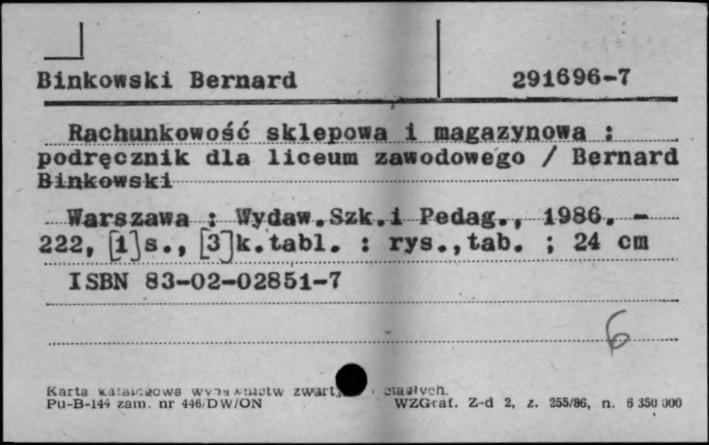 Binkowski Bernard 291696-7
Rachunkowość sklepowa i magazynowa :
podręcznik dla liceum zawodowego / Bernard
Binkowski
Warszawa : Wydaw.Szk.i Pedag., 1986. -
222, [1]s., [3]k.tabl. : rys.,tab. ; 24 cm
ISBN 83-02-02851-7
6
Karta katalogowa wydawnictw
Pu-B-144 zam. nr 446/DW/ON WZGraf. Z-d 2, z. 255/86, n. 6 350 000